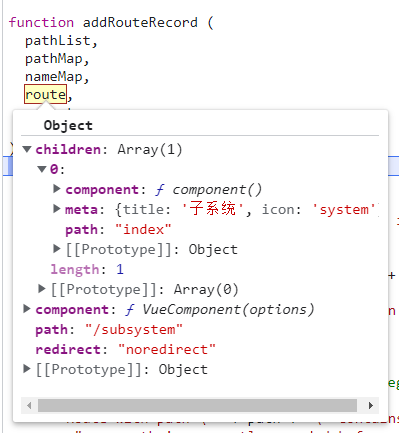 function addRouteRecord (
pathList,
pathMap,
nameMap,
route,
Object
children: Array(1)
0:
component: ƒ component()
meta: {title: '子系统', icon: 'system'
path: "index"
[[Prototype]]: Object
length: 1
[[Prototype]]: Array(0)
component: ƒ VueComponent(options)
path: "/subsystem"
redirect: "noredirect"
[[Prototype]]: Object